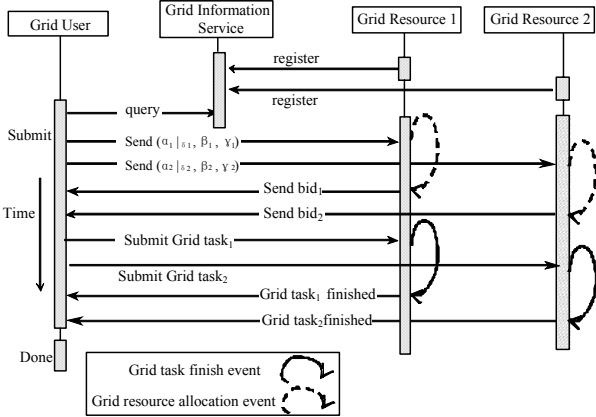 Grid User
Grid Information
Service
Grid Resource 1
Grid Resource 2
register
register
query
Submit
Send (α₁|δ₁, β₁, γ₁)
Send (α₂|δ₂, β₂, γ₂)
Send bid₁
Time
Send bid₂
Submit Grid task₁
Submit Grid task₂
Grid task₁ finished
Grid task₂finished
Done
Grid task finish event
Grid resource allocation event